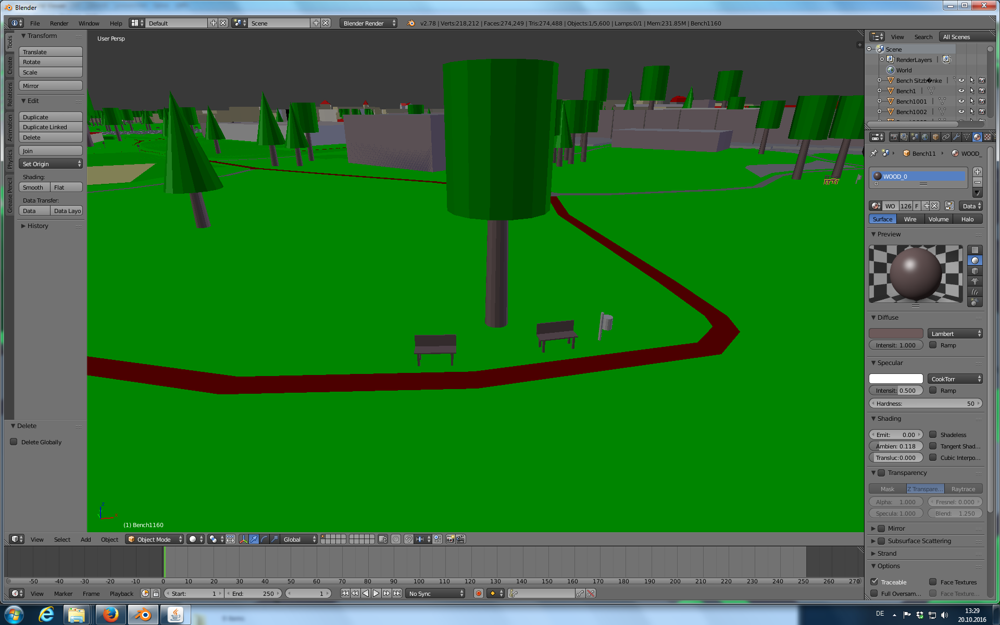 Blender
File Render Window Help Default Scene Blender Render v2.78 | Verts:218,212 | Faces:274,249 | Tris:274,488 | Objects:1/5,600 | Lamps:0/1 | Mem:231.85M | Bench1160
Tools
Create
Relations
Animation
Physics
Grease Pencil
Transform
Translate
Rotate
Scale
Mirror
Edit
Duplicate
Duplicate Linked
Delete
Join
Set Origin
Shading:
Smooth Flat
Data Transfer:
Data Data Layo
History
Delete
Delete Globally
User Persp
(1) Bench1160
View Search All Scenes
Scene
RenderLayers
World
Bench Sitzb�nke
Bench1
Bench1001
Bench1002
Bench11 WOOD_
WOOD_0
WO 126 F Data
Surface Wire Volume Halo
Preview
Diffuse
Lambert
Intensit: 1.000 Ramp
Specular
CookTorr
Intensit: 0.500 Ramp
Hardness: 50
Shading
Emit: 0.00 Shadeless
Ambien: 0.118 Tangent Shad...
Transluc:0.000 Cubic Interpo...
Transparency
Mask Z Transpare... Raytrace
Alpha: 1.000 Fresnel: 0.000
Specula: 1.000 Blend: 1.250
Mirror
Subsurface Scattering
Strand
Options
Traceable Face Textures
Full Oversam... Face Texture...
View Select Add Object Object Mode Global
-50 -40 -30 -20 -10 0 10 20 30 40 50 60 70 80 90 100 110 120 130 140 150 160 170 180 190 200 210 220 230 240 250 260 270
View Marker Frame Playback Start: 1 End: 250 1 No Sync
DE 13:29
20.10.2016